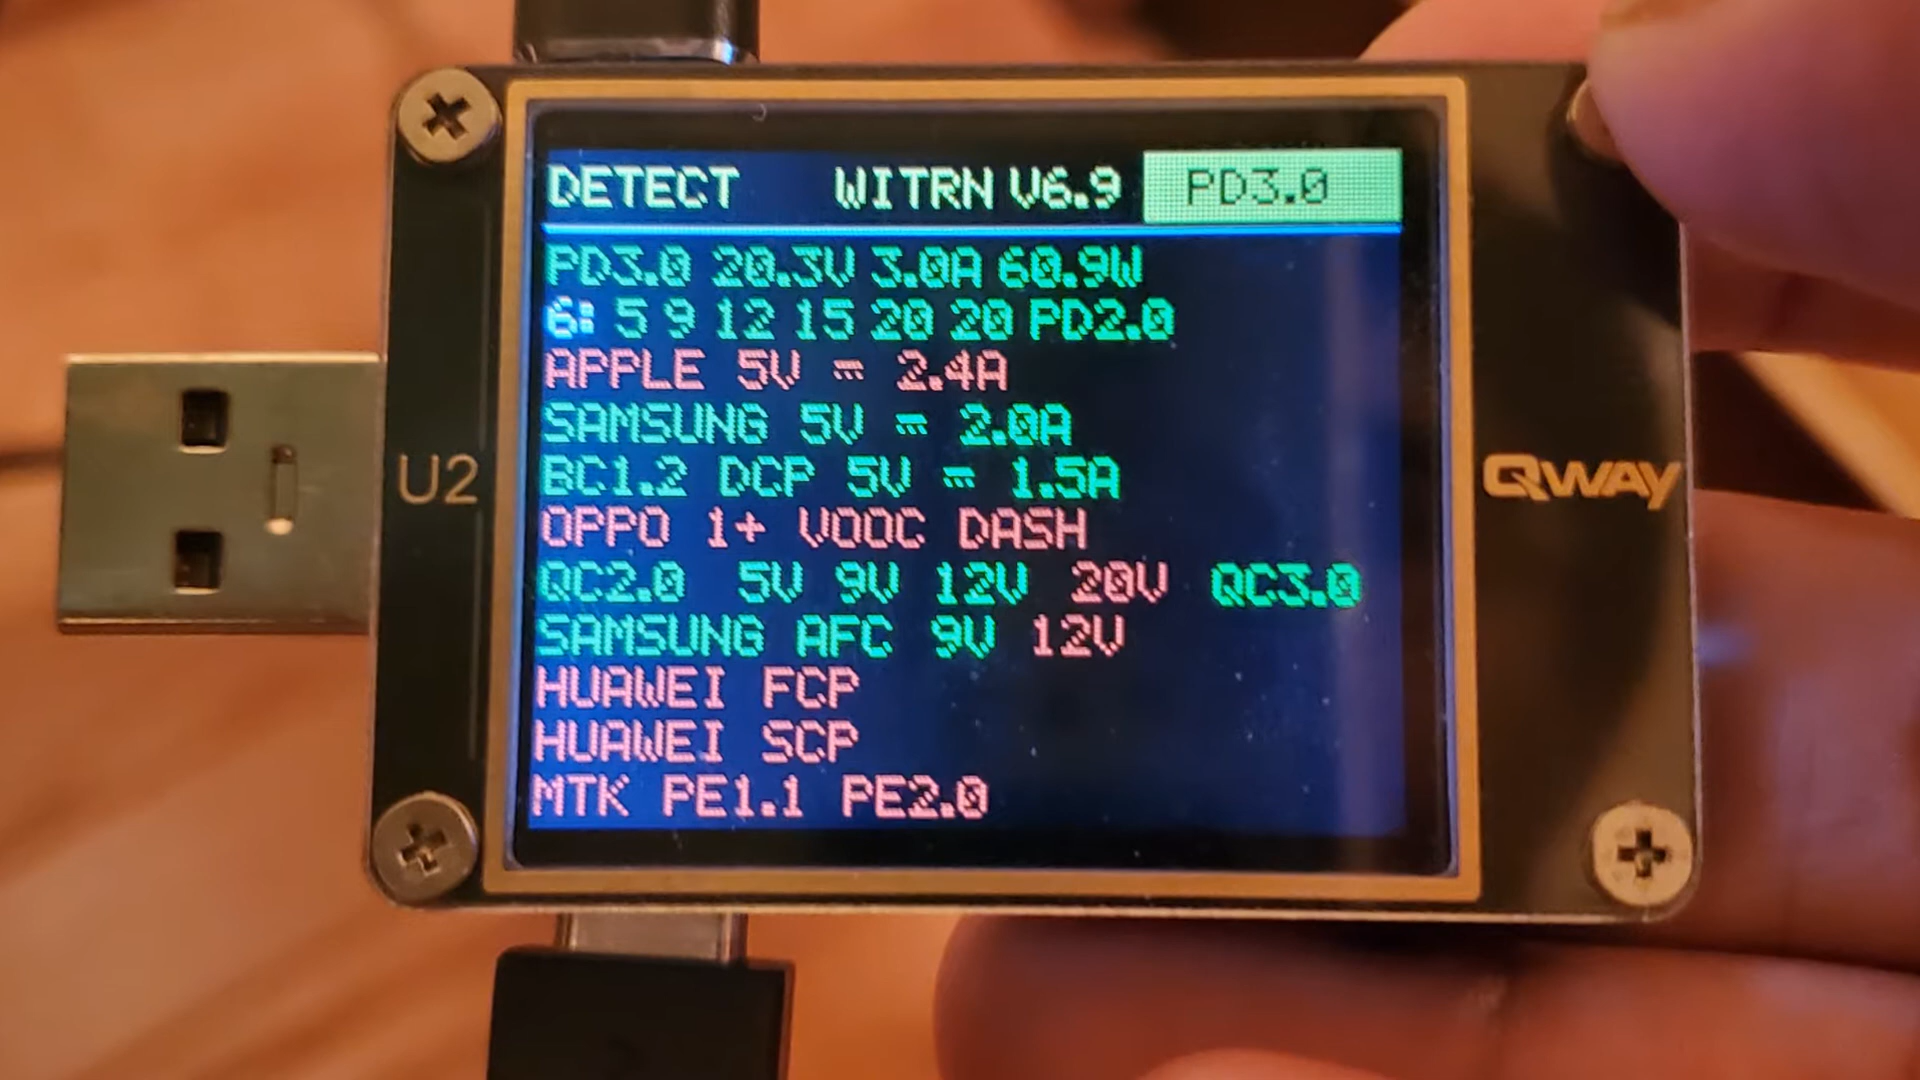 DETECT WITRN V6.9 PD3.0
PD3.0 20.3V 3.0A 60.9W
6: 5 9 12 15 20 20 PD2.0
APPLE 5V ⎓ 2.4A
SAMSUNG 5V ⎓ 2.0A
BC1.2 DCP 5V ⎓ 1.5A
OPPO 1+ VOOC DASH
QC2.0 5V 9V 12V 20V QC3.0
SAMSUNG AFC 9V 12V
HUAWEI FCP
HUAWEI SCP
MTK PE1.1 PE2.0
U2
QWAY